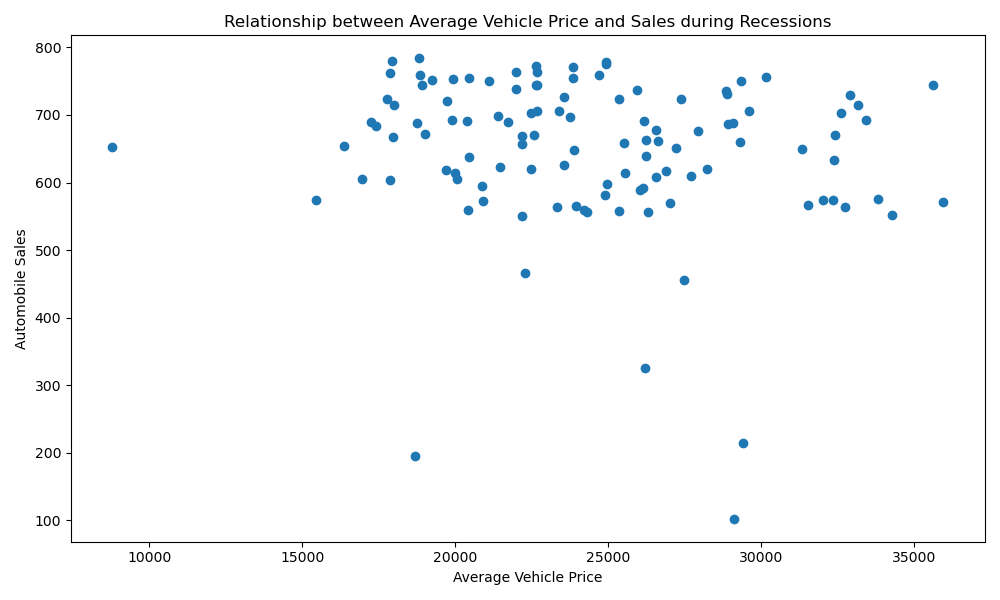 Relationship between Average Vehicle Price and Sales during Recessions
800
700
600
500
400
300
200
100
Automobile Sales
10000 15000 20000 25000 30000 35000
Average Vehicle Price